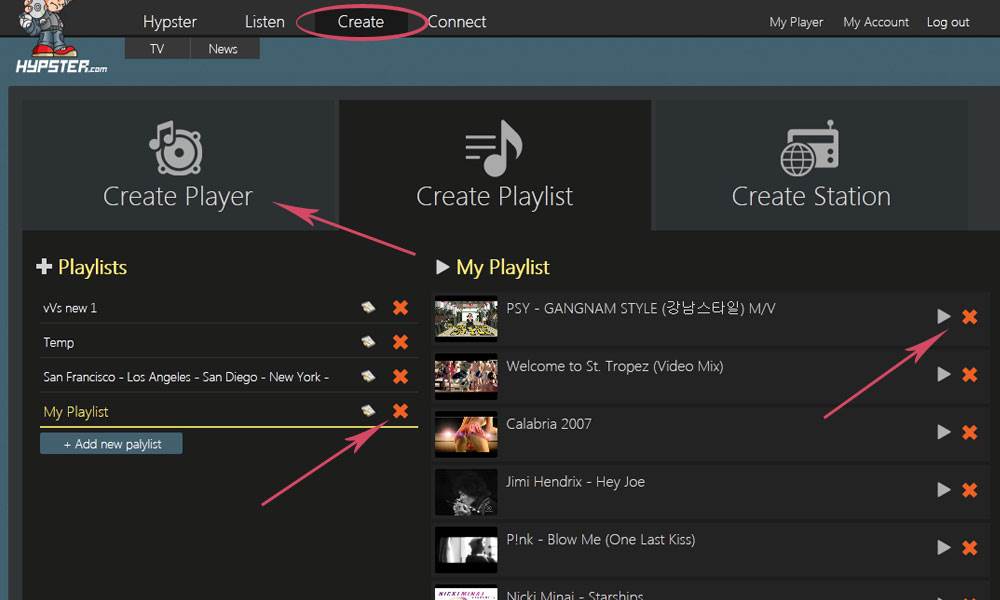 Hypster
Listen
Create
Connect
My Player
My Account
Log out
TV
News
HYPSTER.com
Create Player
Create Playlist
Create Station
Playlists
vVs new 1
Temp
San Francisco - Los Angeles - San Diego - New York -
My Playlist
+ Add new palylist
My Playlist
PSY - GANGNAM STYLE (강남스타일) M/V
Welcome to St. Tropez (Video Mix)
Calabria 2007
Jimi Hendrix - Hey Joe
P!nk - Blow Me (One Last Kiss)
NICKI MINAJ
Nicki Minaj - Starships